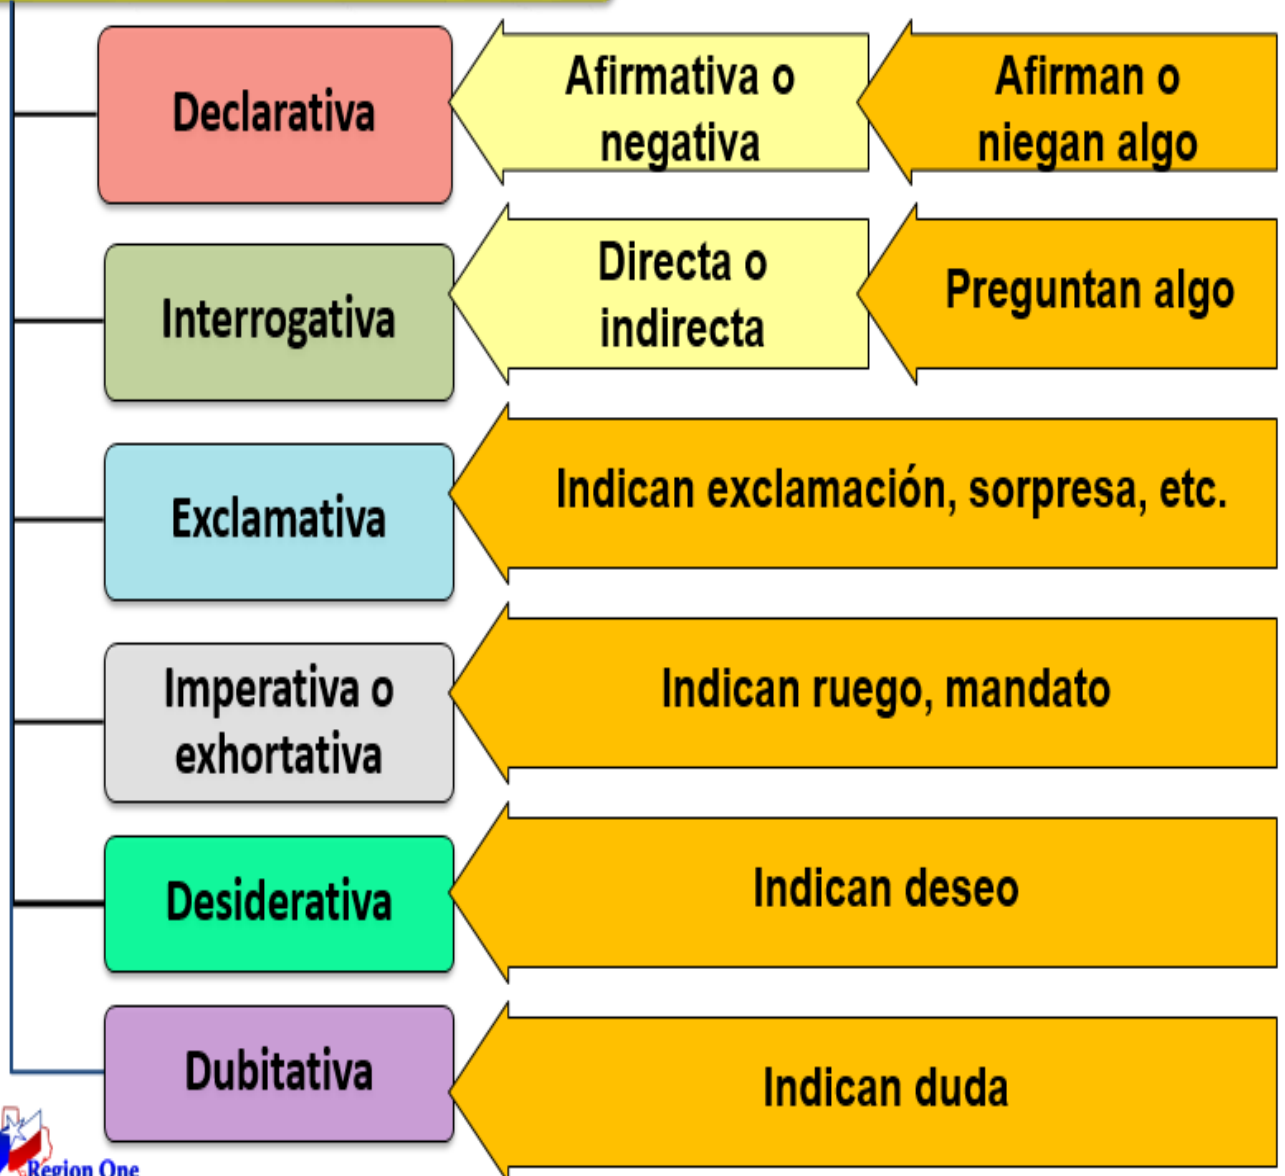 Declarativa
Afirmativa o
negativa
Afirman o
niegan algo
Interrogativa
Directa o
indirecta
Preguntan algo
Exclamativa
Indican exclamación, sorpresa, etc.
Imperativa o
exhortativa
Indican ruego, mandato
Desiderativa
Indican deseo
Dubitativa
Indican duda
Region One